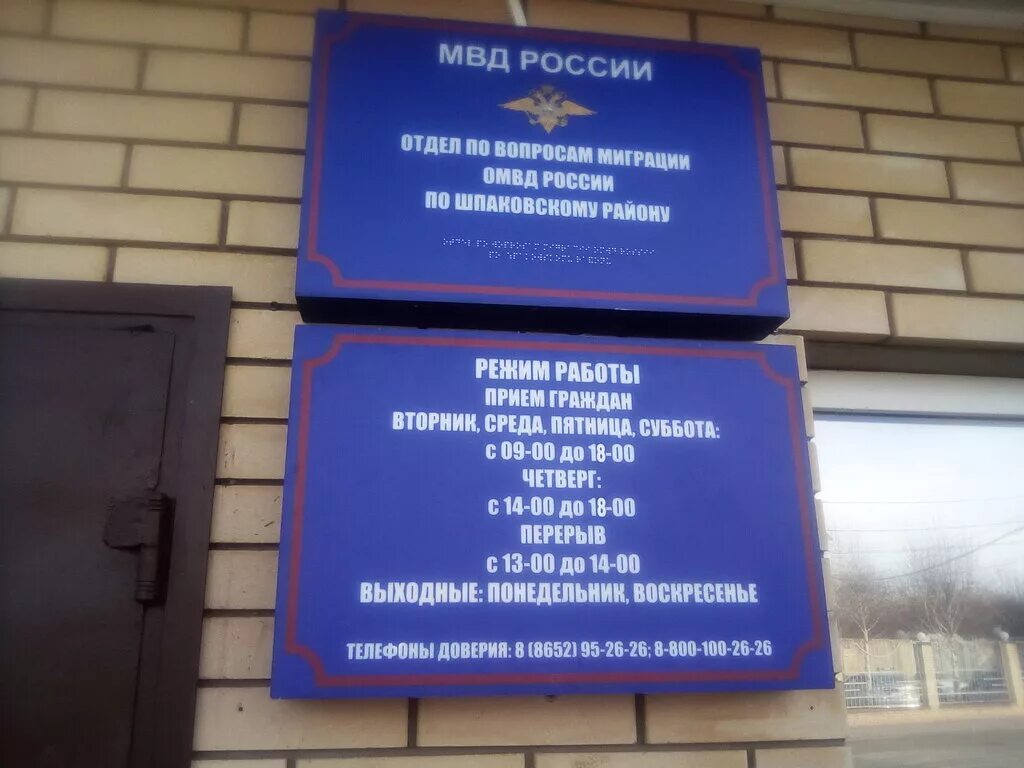 МВД РОССИИ
ОТДЕЛ ПО ВОПРОСАМ МИГРАЦИИ
ОМВД РОССИИ
ПО ШПАКОВСКОМУ РАЙОНУ
РЕЖИМ РАБОТЫ
ПРИЕМ ГРАЖДАН
ВТОРНИК, СРЕДА, ПЯТНИЦА, СУББОТА:
с 09-00 до 18-00
ЧЕТВЕРГ:
с 14-00 до 18-00
ПЕРЕРЫВ
с 13-00 до 14-00
ВЫХОДНЫЕ: ПОНЕДЕЛЬНИК, ВОСКРЕСЕНЬЕ
ТЕЛЕФОНЫ ДОВЕРИЯ: 8 (8652) 95-26-26; 8-800-100-26-26